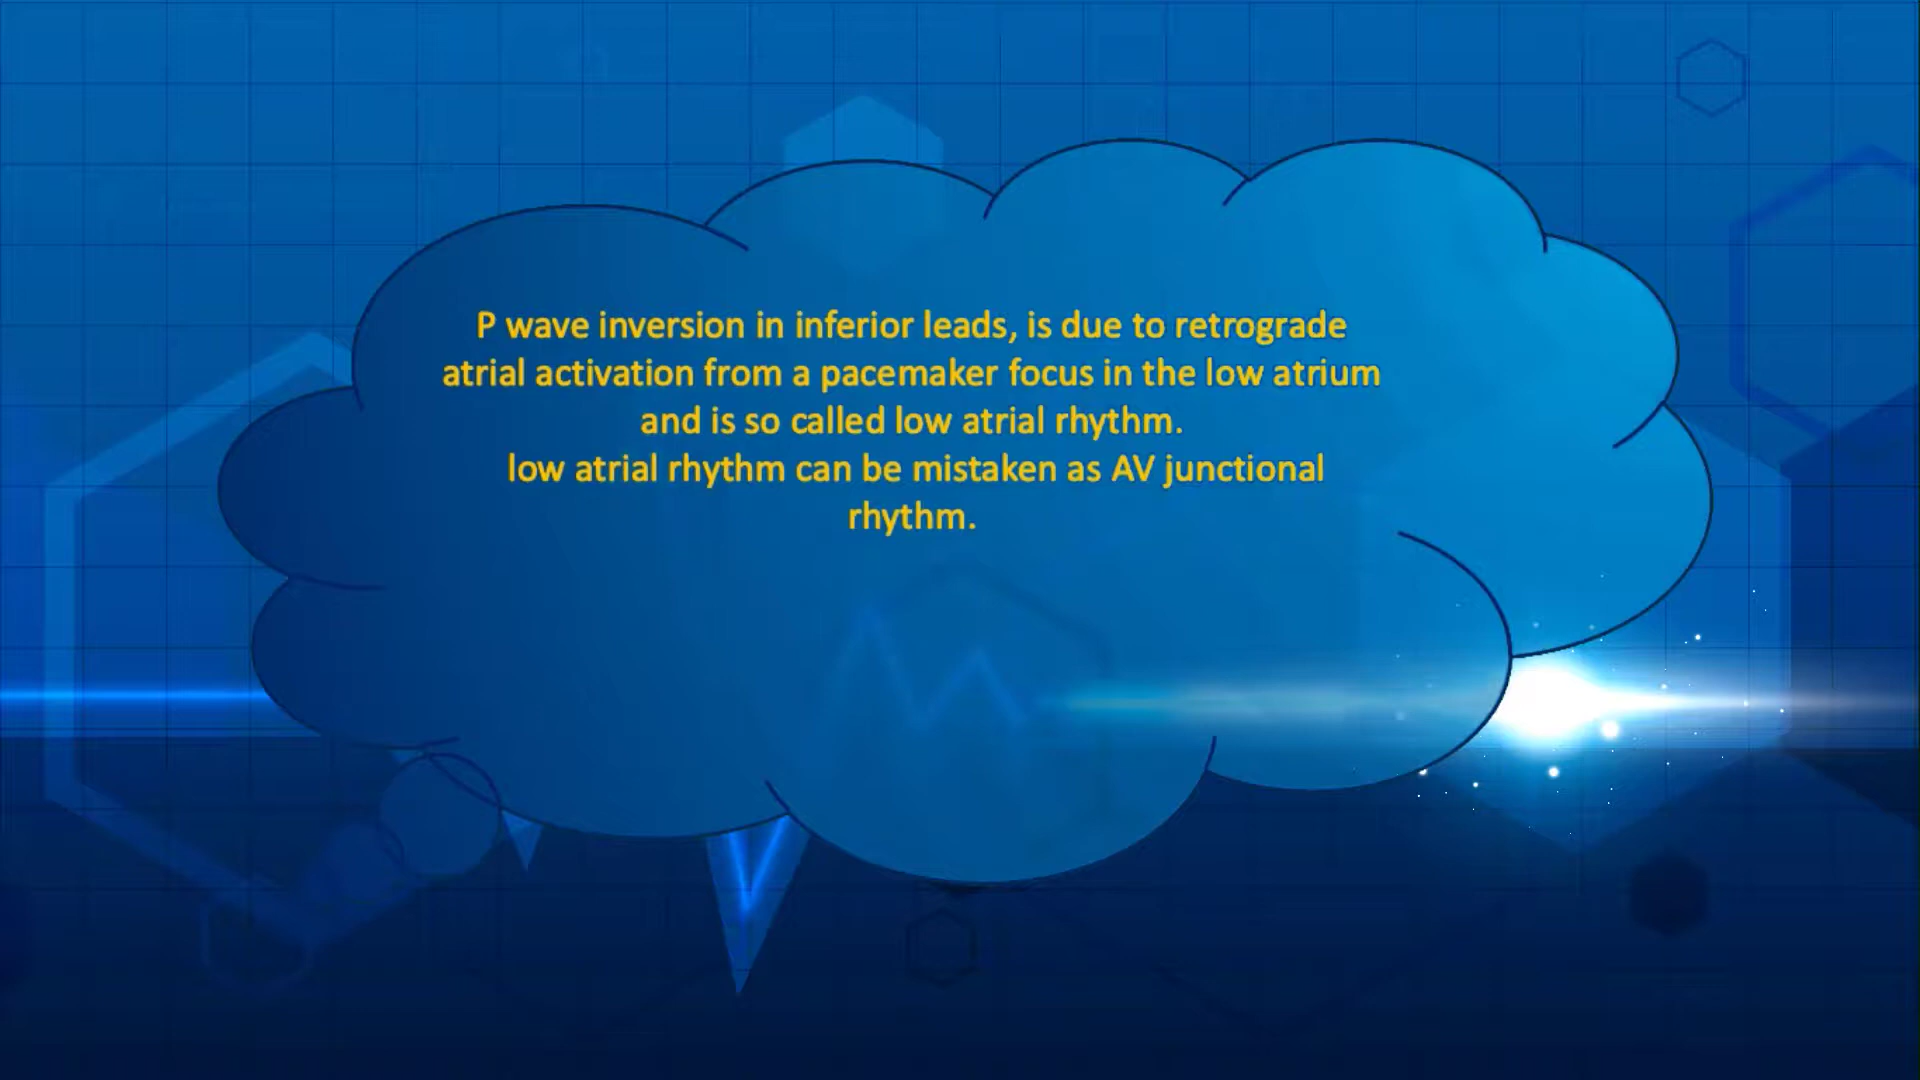 P wave inversion in inferior leads, is due to retrograde
atrial activation from a pacemaker focus in the low atrium
and is so called low atrial rhythm.
low atrial rhythm can be mistaken as AV junctional
rhythm.